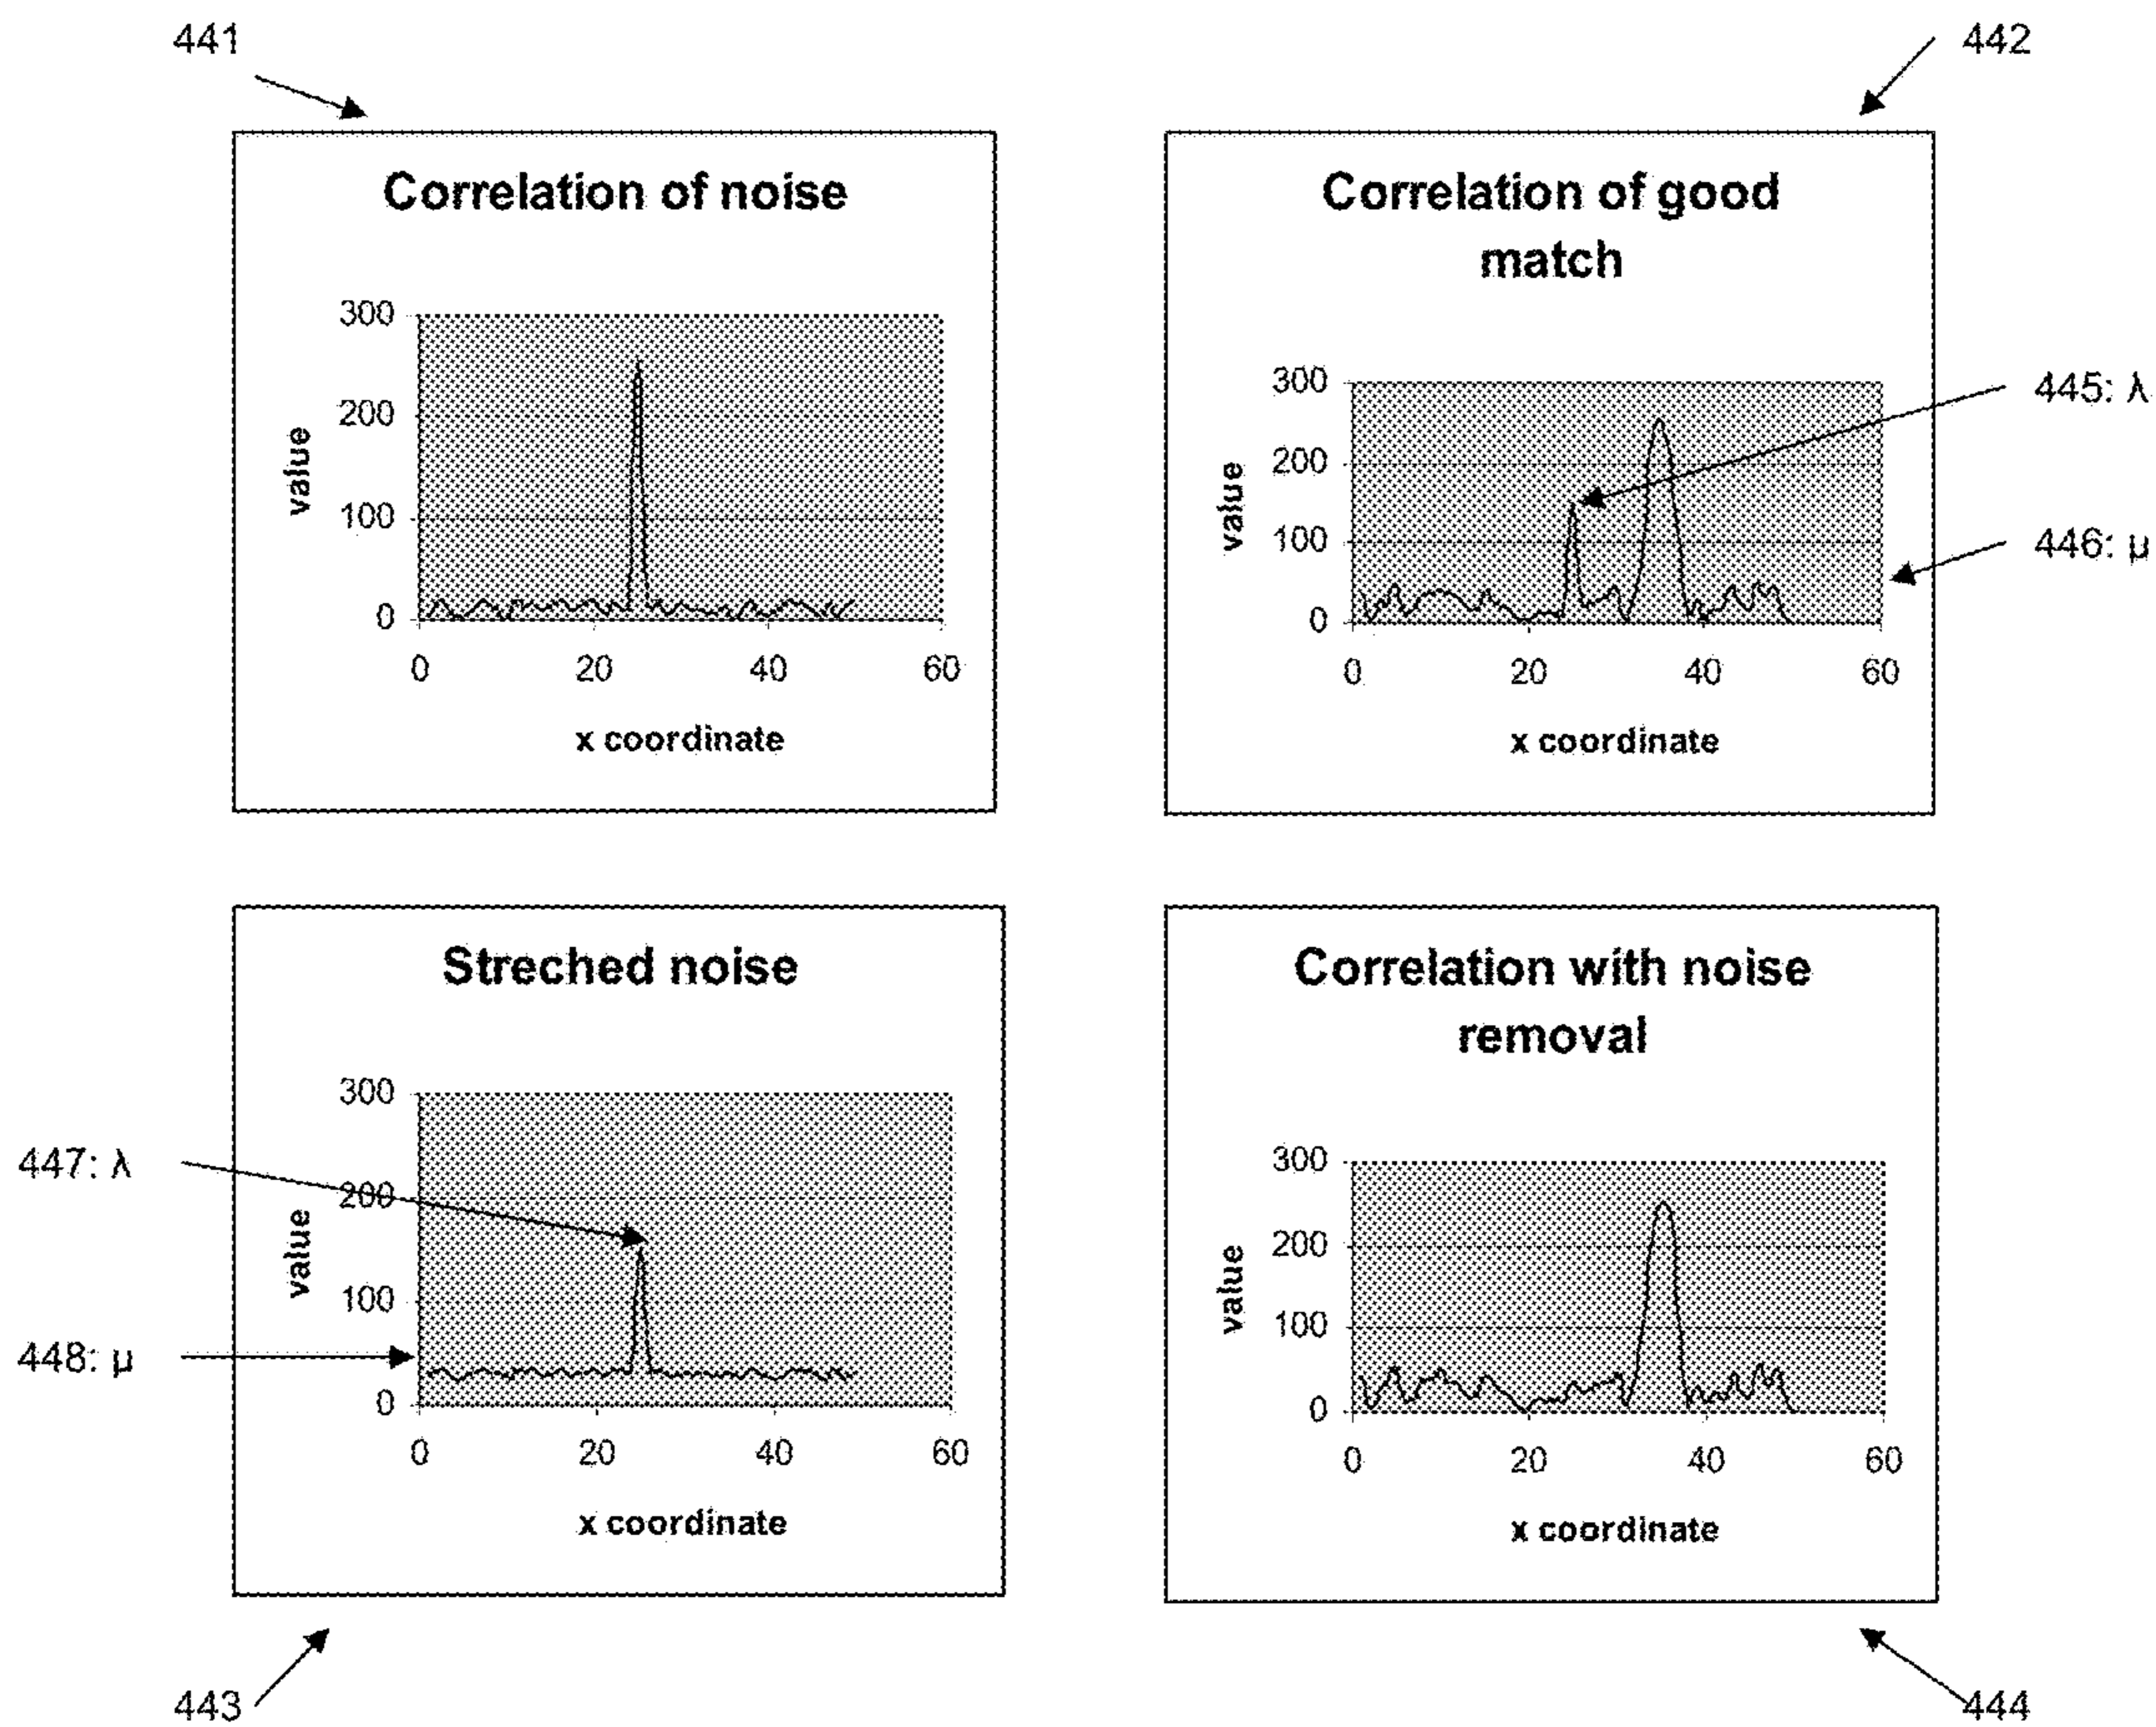 441
442
Correlation of noise
300
200
100
0
value
0 20 40 60
x coordinate
Correlation of good
match
300
200
100
0
value
0 20 40 60
x coordinate
445: λ
446: μ
Streched noise
300
200
100
0
value
0 20 40 60
x coordinate
447: λ
448: μ
Correlation with noise
removal
300
200
100
0
value
0 20 40 60
x coordinate
443
444